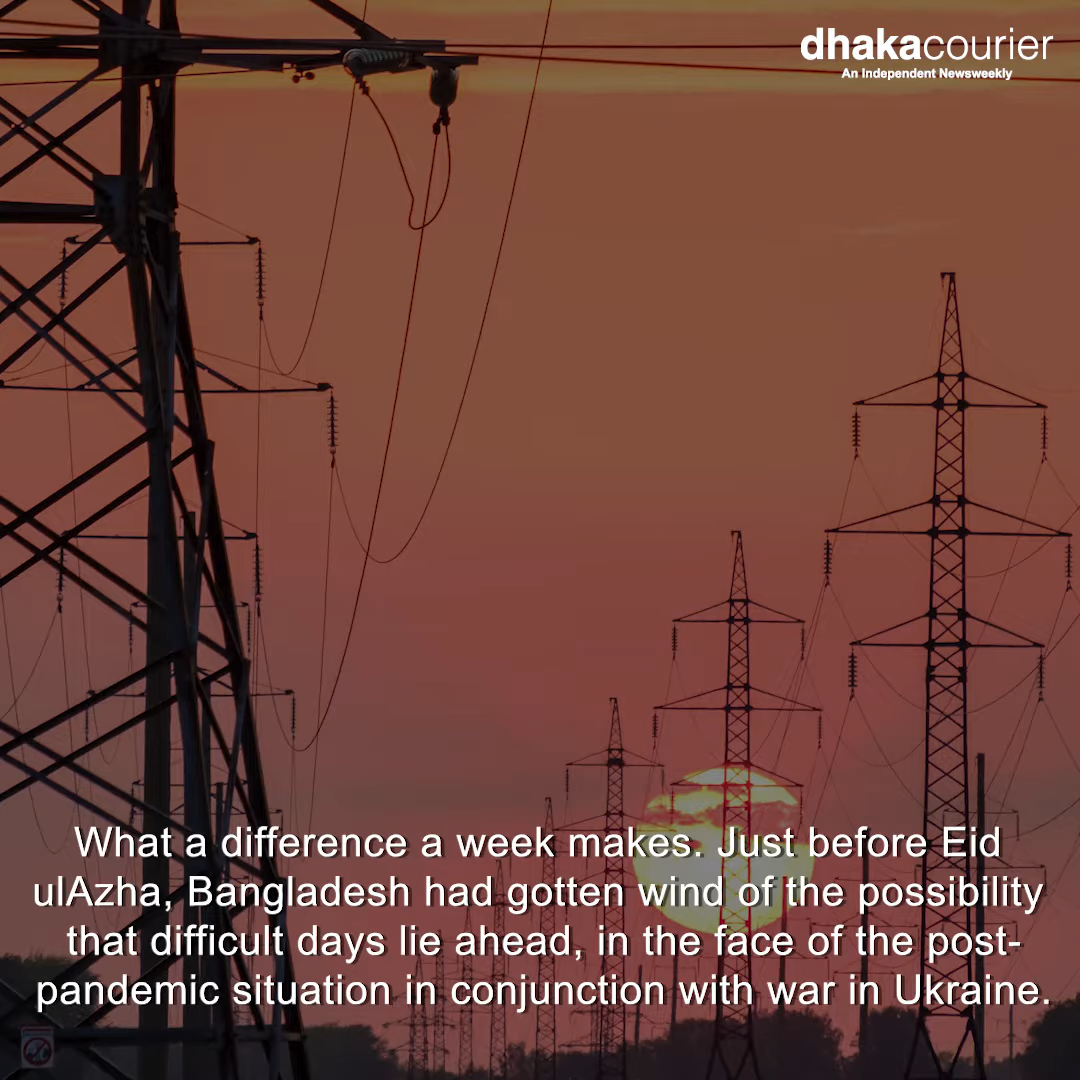 dhakacourier
An Independent Newsweekly
What a difference a week makes. Just before Eid
ulAzha, Bangladesh had gotten wind of the possibility
that difficult days lie ahead, in the face of the post-
pandemic situation in conjunction with war in Ukraine.